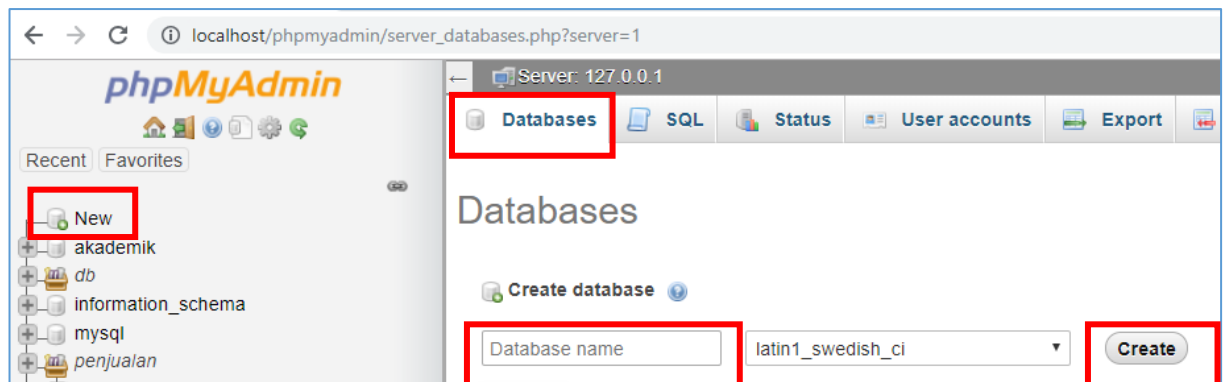 localhost/phpmyadmin/server_databases.php?server=1
phpMyAdmin
Recent Favorites
New
akademik
db
information_schema
mysql
penjualan
Server: 127.0.0.1
Databases SQL Status User accounts Export
Databases
Create database
Database name latin1_swedish_ci Create